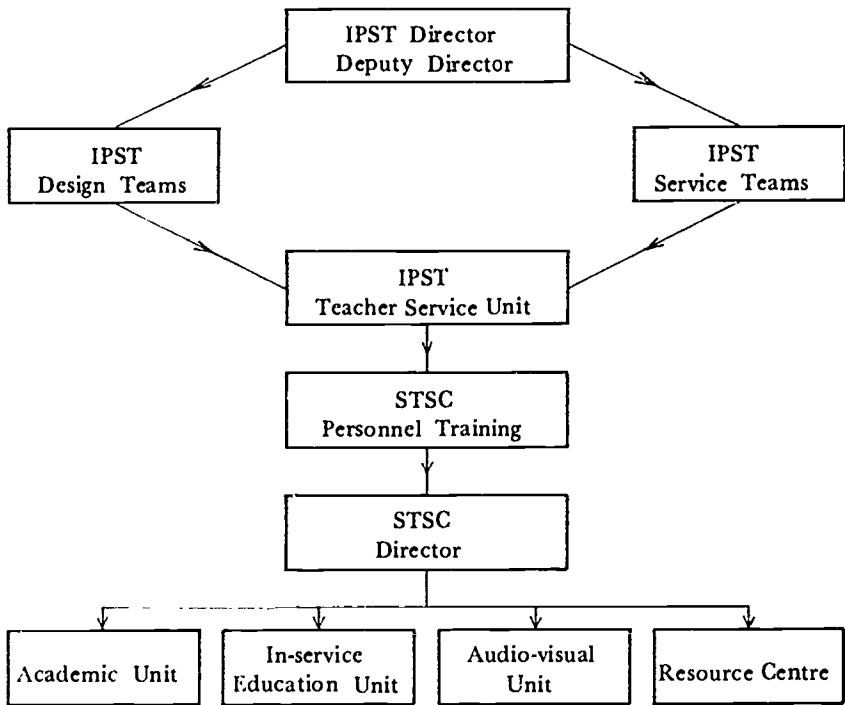 IPST Director
Deputy Director
IPST
Design Teams
IPST
Service Teams
IPST
Teacher Service Unit
STSC
Personnel Training
STSC
Director
Academic Unit
In-service
Education Unit
Audio-visual
Unit
Resource Centre